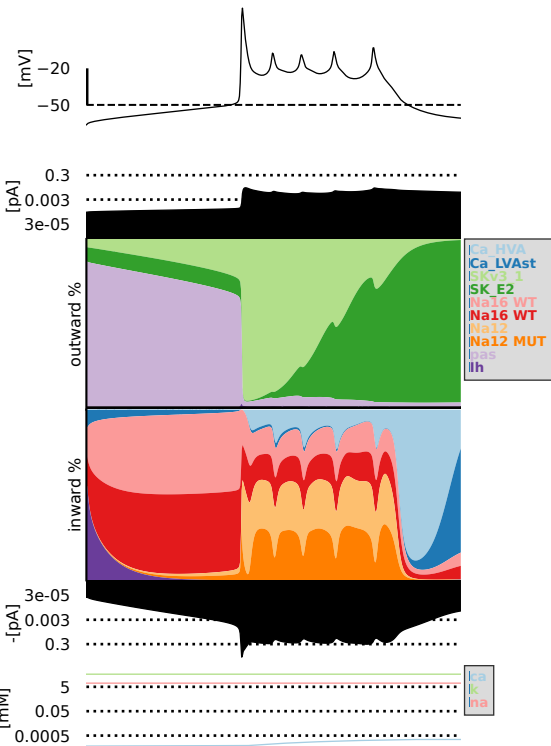 [mV]
−20
−50
[pA]
0.3
0.003
3e-05
outward %
Ca_HVA
Ca_LVAst
SKv3_1
SK_E2
Na16 WT
Na16 WT
Na12
Na12 MUT
pas
Ih
inward %
-[pA]
3e-05
0.003
0.3
[mM]
5
0.05
0.0005
ca
k
na